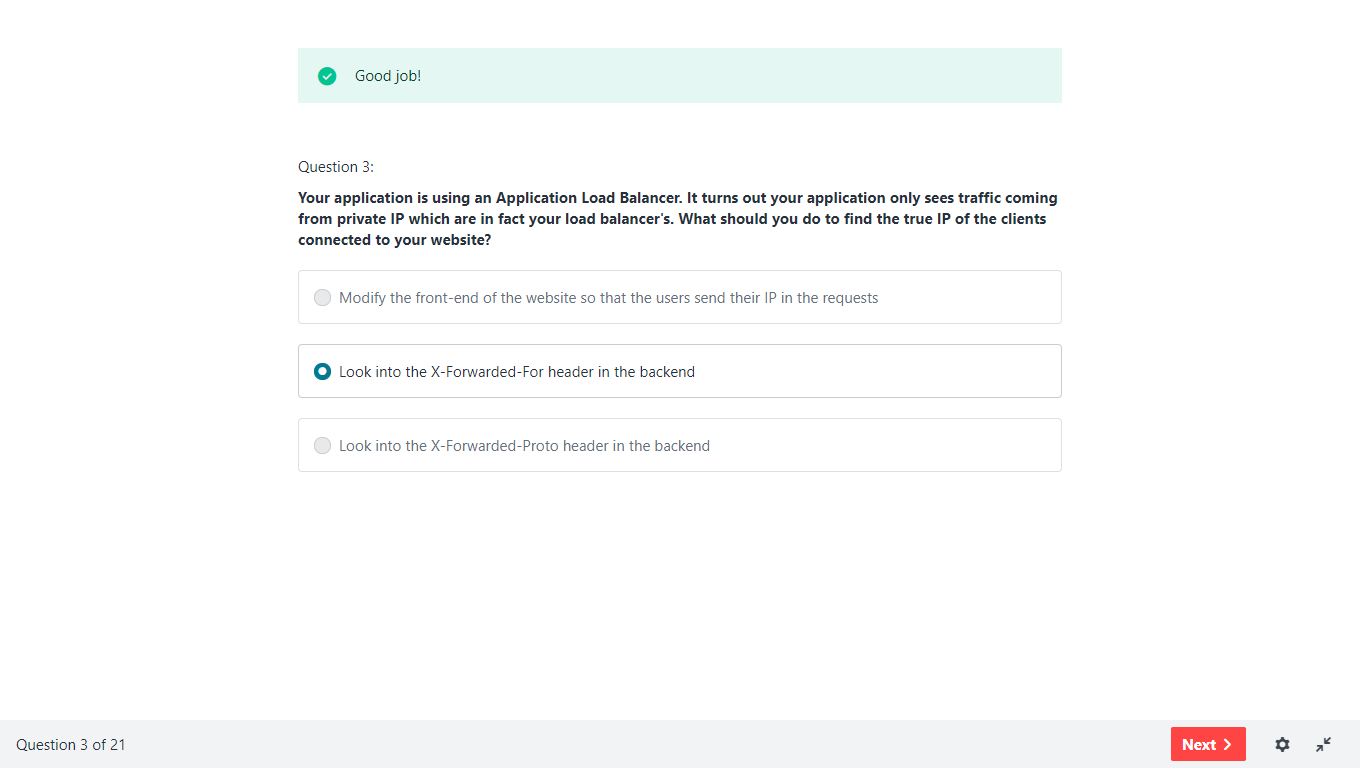 Good job!
Question 3:
Your application is using an Application Load Balancer. It turns out your application only sees traffic coming
from private IP which are in fact your load balancer's. What should you do to find the true IP of the clients
connected to your website?
Modify the front-end of the website so that the users send their IP in the requests
Look into the X-Forwarded-For header in the backend
Look into the X-Forwarded-Proto header in the backend
Question 3 of 21
Next